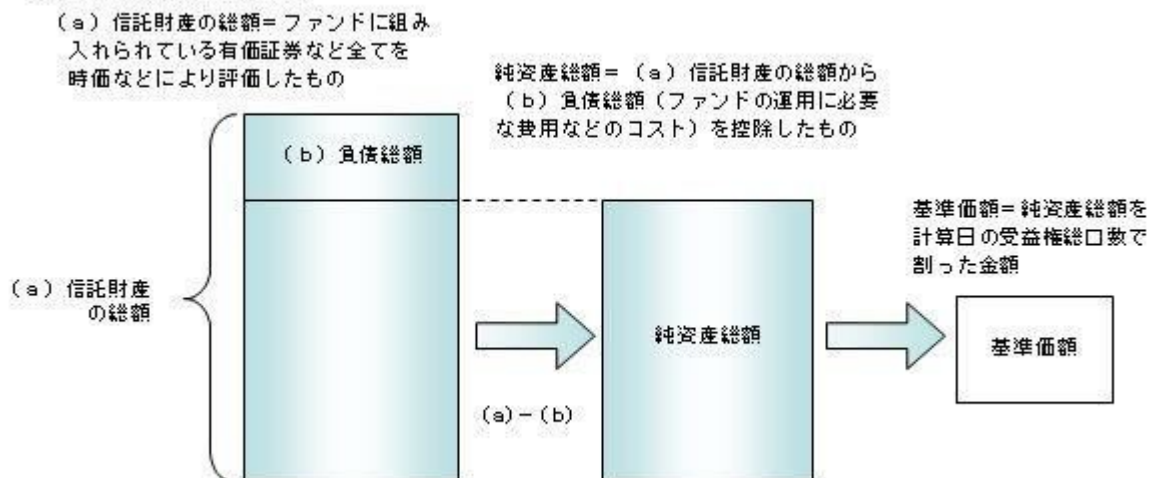 (a)信託財産の総額=ファンドに組み
入れられている有価証券など全てを
時価などにより評価したもの
純資産総額=(a)信託財産の総額から
(b)負債総額(ファンドの運用に必要
な費用などのコスト)を控除したもの
(b)負債総額
基準価額=純資産総額を
計算日の受益権総口数で
割った金額
(a)信託財産
の総額
純資産総額
基準価額
(a)-(b)